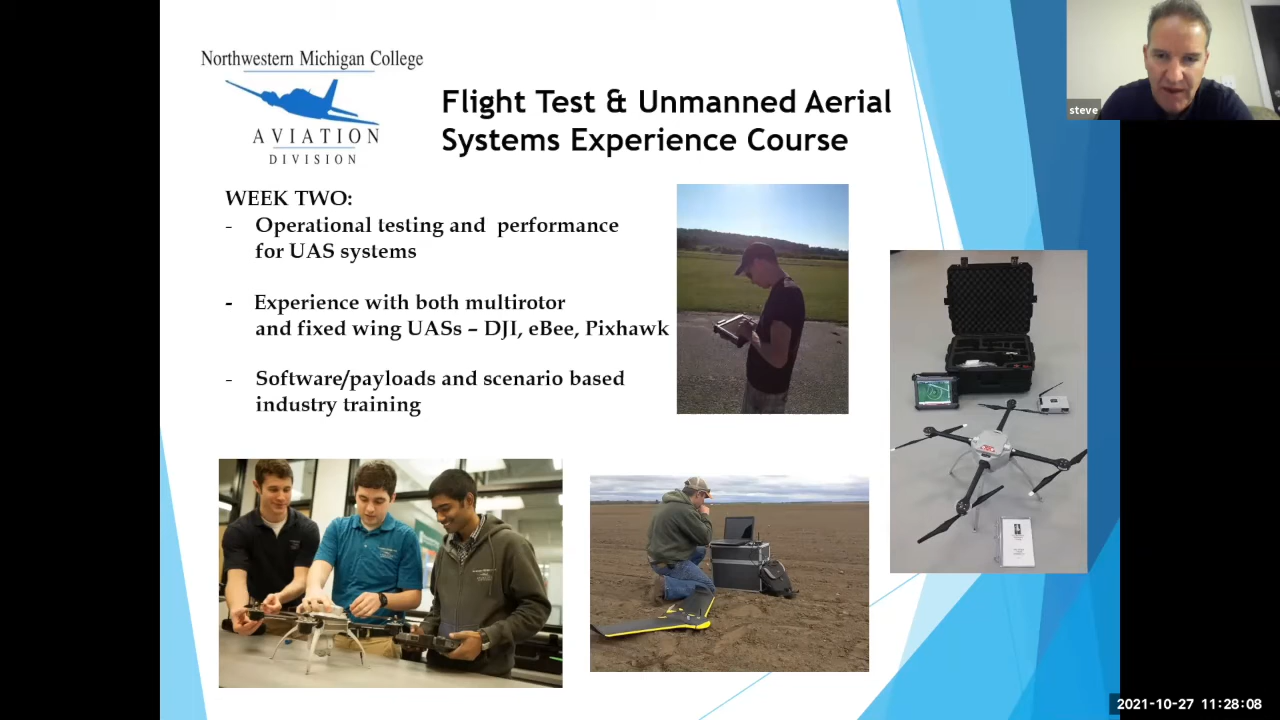 Northwestern Michigan College
AVIATION
DIVISION
Flight Test & Unmanned Aerial
Systems Experience Course
steve
WEEK TWO:
- Operational testing and performance
for UAS systems
- Experience with both multirotor
and fixed wing UASs – DJI, eBee, Pixhawk
- Software/payloads and scenario based
industry training
2021-10-27 11:28:08